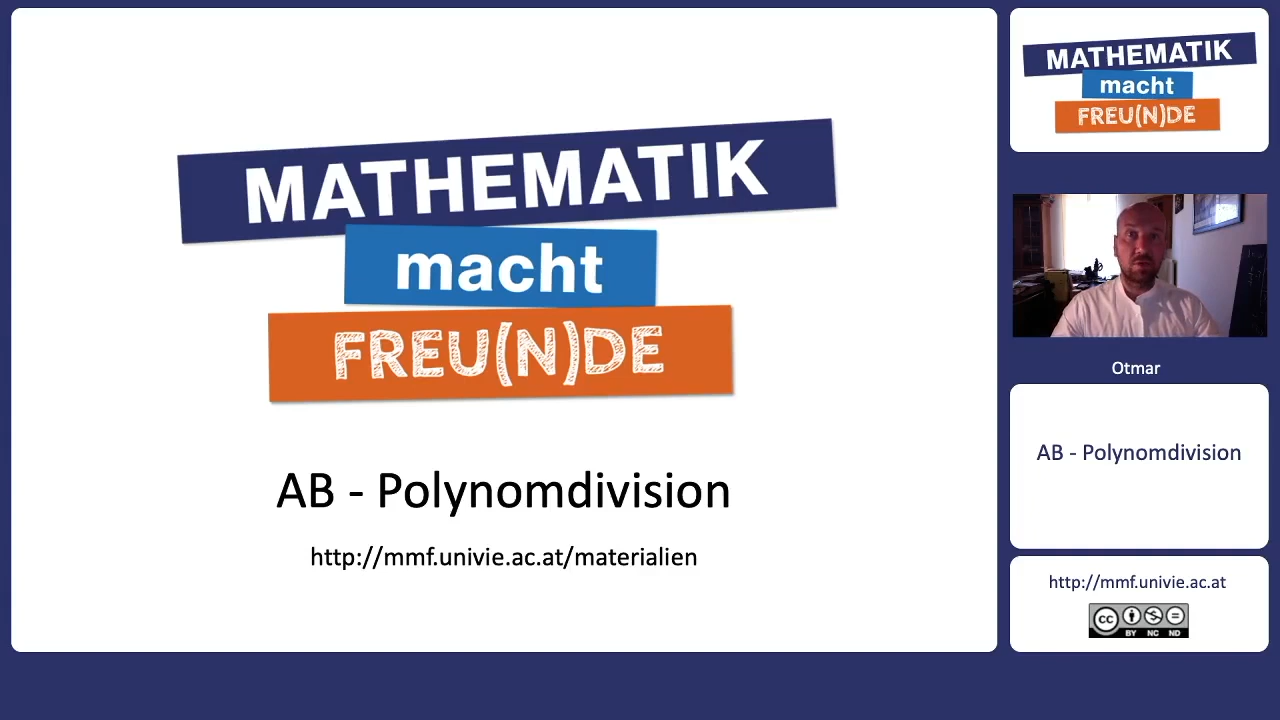 MATHEMATIK
macht
FREU(N)DE
AB - Polynomdivision
http://mmf.univie.ac.at/materialien
MATHEMATIK
macht
FREU(N)DE
Otmar
AB - Polynomdivision
http://mmf.univie.ac.at
cc
BY NC ND